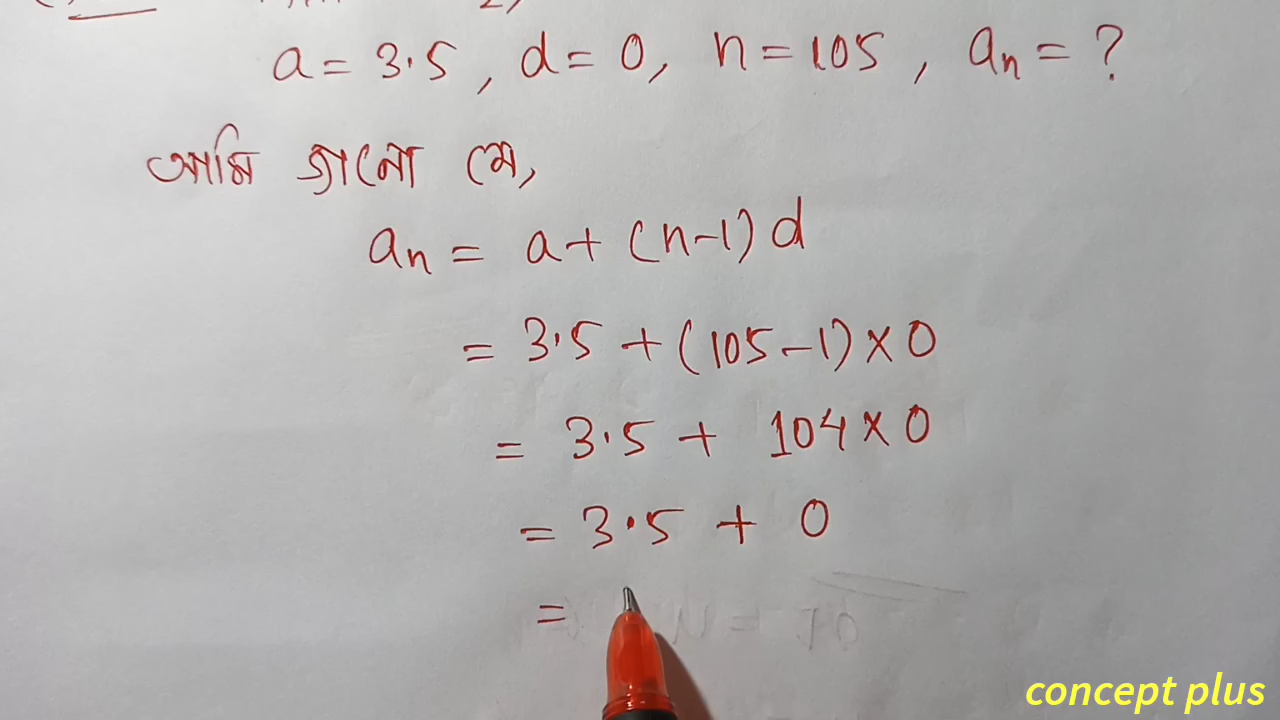 a = 3.5, d = 0, n = 105, aₙ = ?
আমি জানো যে,
aₙ = a + (n-1) d
= 3.5 + (105-1) × 0
= 3.5 + 104 × 0
= 3.5 + 0
=
concept plus